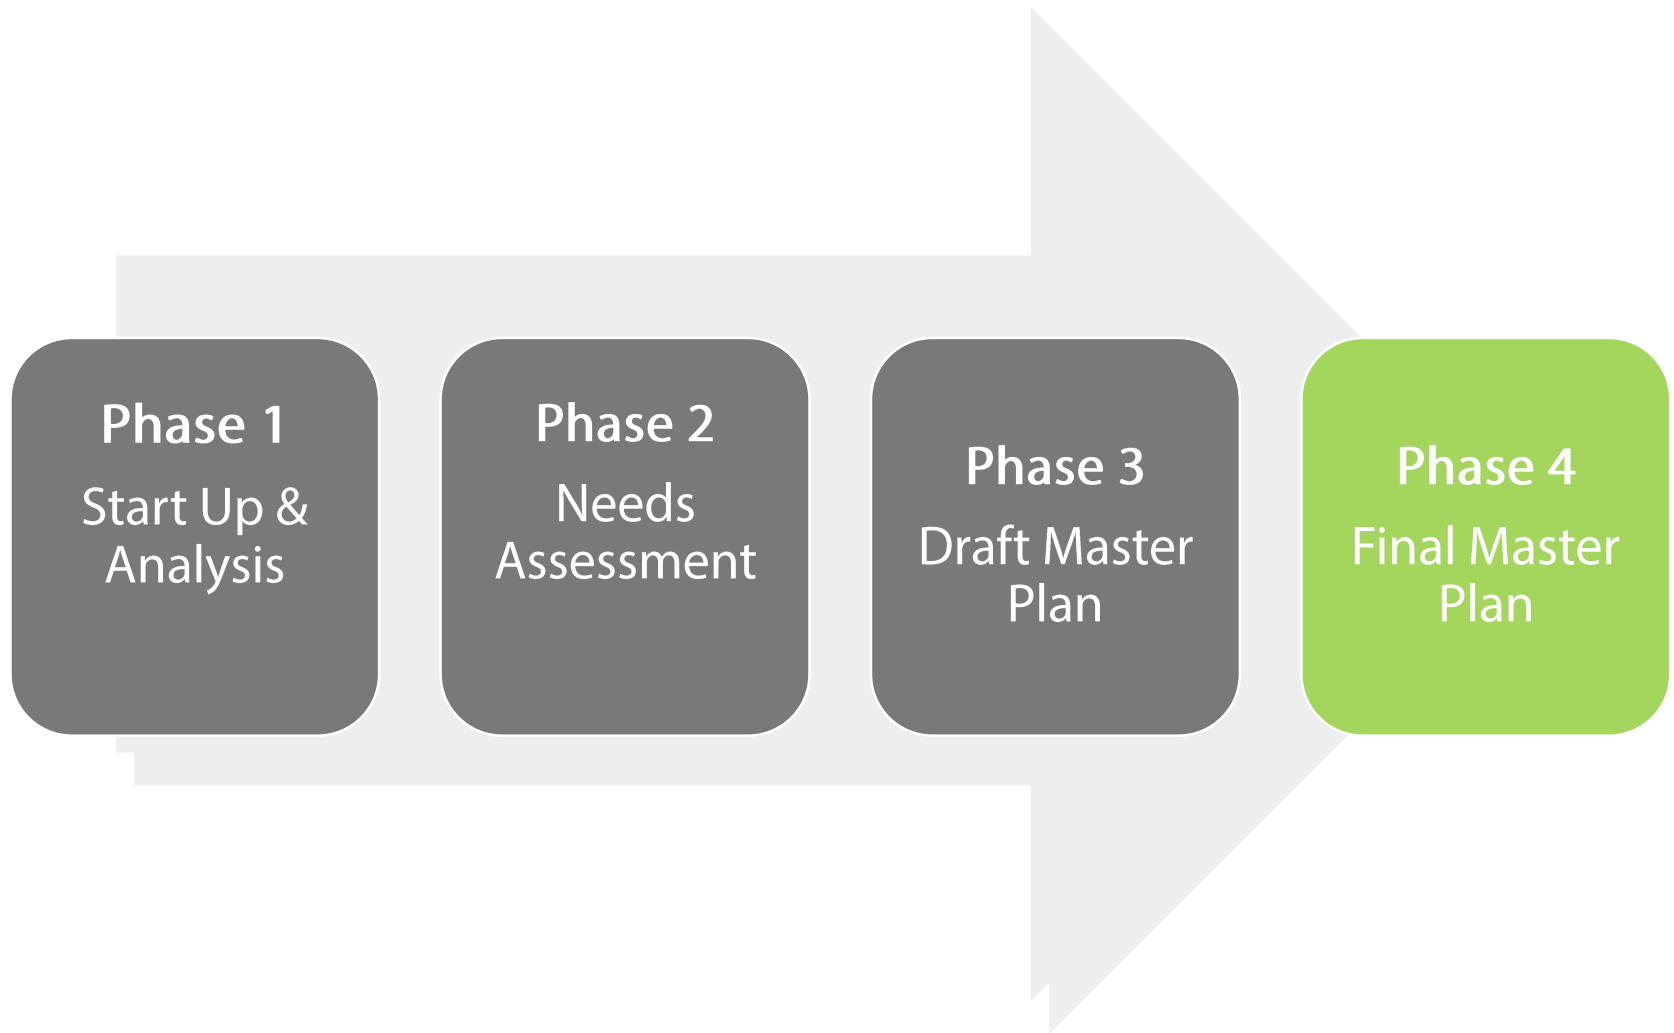 Phase 1
Start Up &
Analysis
Phase 2
Needs
Assessment
Phase 3
Draft Master
Plan
Phase 4
Final Master
Plan